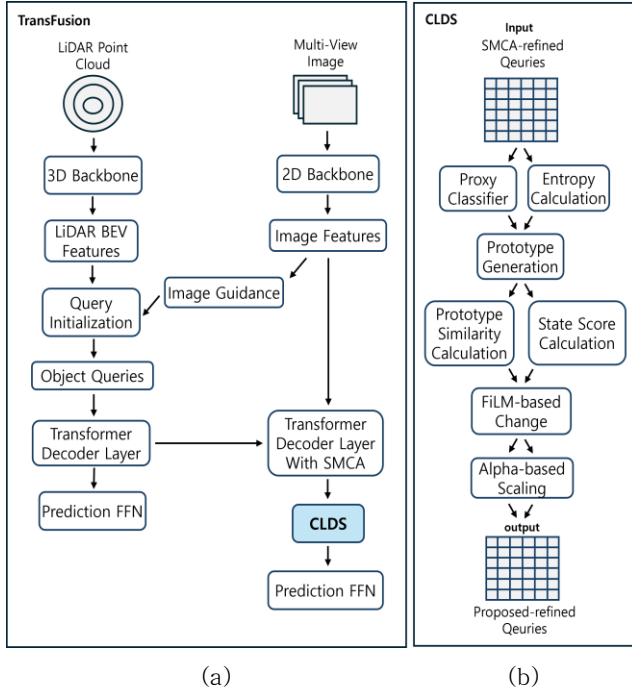 TransFusion
LiDAR Point
Cloud
Multi-View
Image
3D Backbone
2D Backbone
LiDAR BEV
Features
Image Features
Image Guidance
Query
Initialization
Object Queries
Transformer
Decoder Layer
Transformer
Decoder Layer
With SMCA
Prediction FFN
CLDS
Prediction FFN
(a)
CLDS
Input
SMCA-refined
Qeuries
Proxy
Classifier
Entropy
Calculation
Prototype
Generation
Prototype
Similarity
Calculation
State Score
Calculation
FiLM-based
Change
Alpha-based
Scaling
output
Proposed-refined
Qeuries
(b)